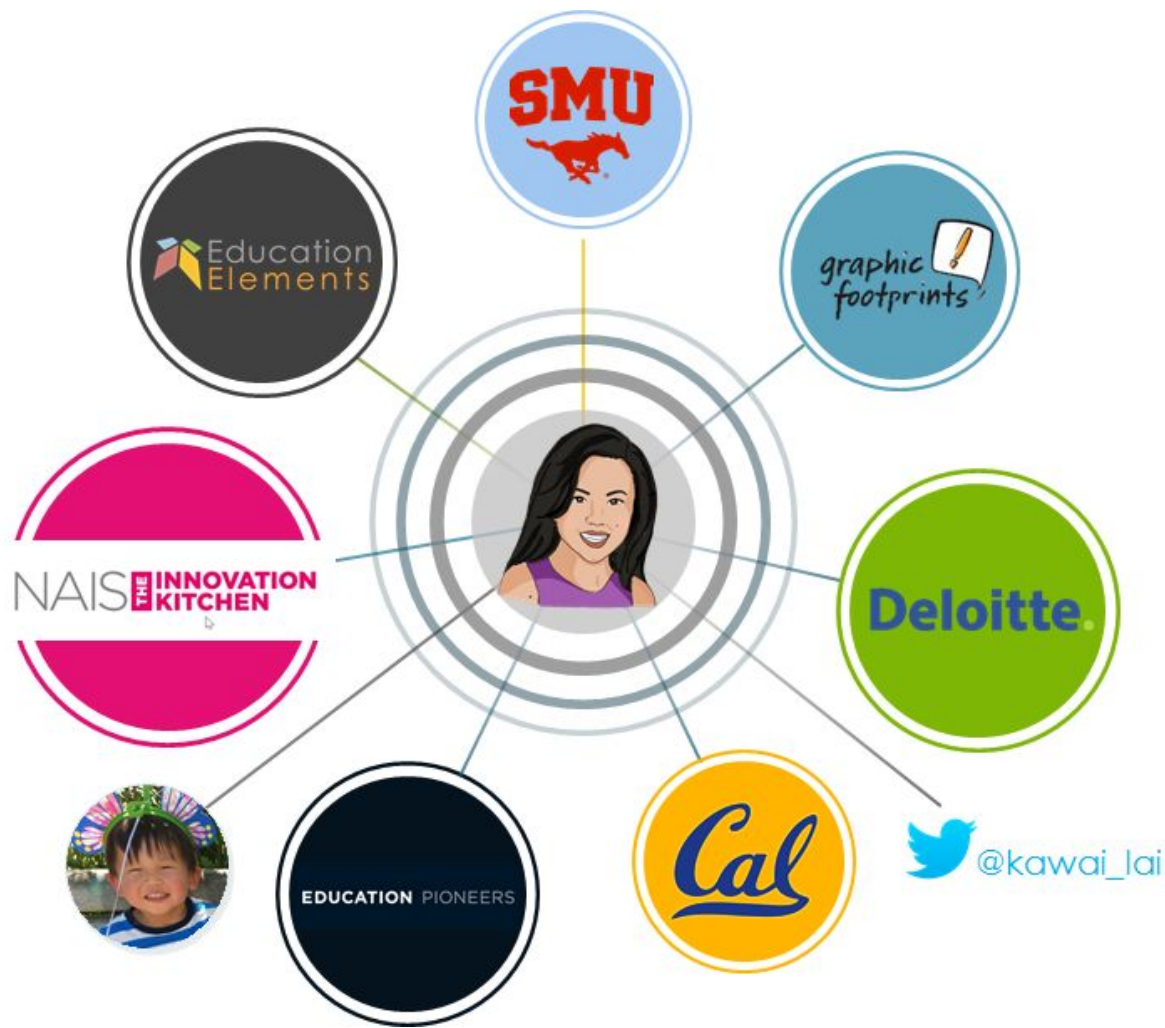 SMU
Education
Elements
graphic
footprints
NAIS THE INNOVATION
KITCHEN
Deloitte.
EDUCATION PIONEERS
Cal
@kawai_lai